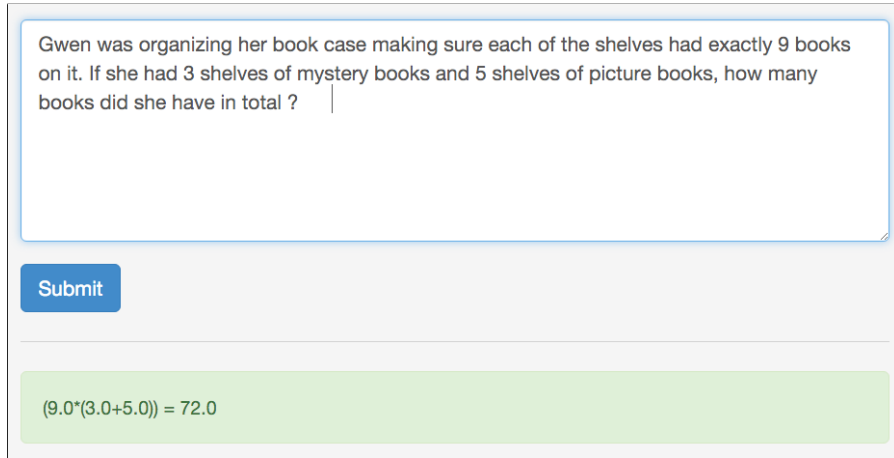 Gwen was organizing her book case making sure each of the shelves had exactly 9 books
on it. If she had 3 shelves of mystery books and 5 shelves of picture books, how many
books did she have in total ?
Submit
(9.0*(3.0+5.0)) = 72.0